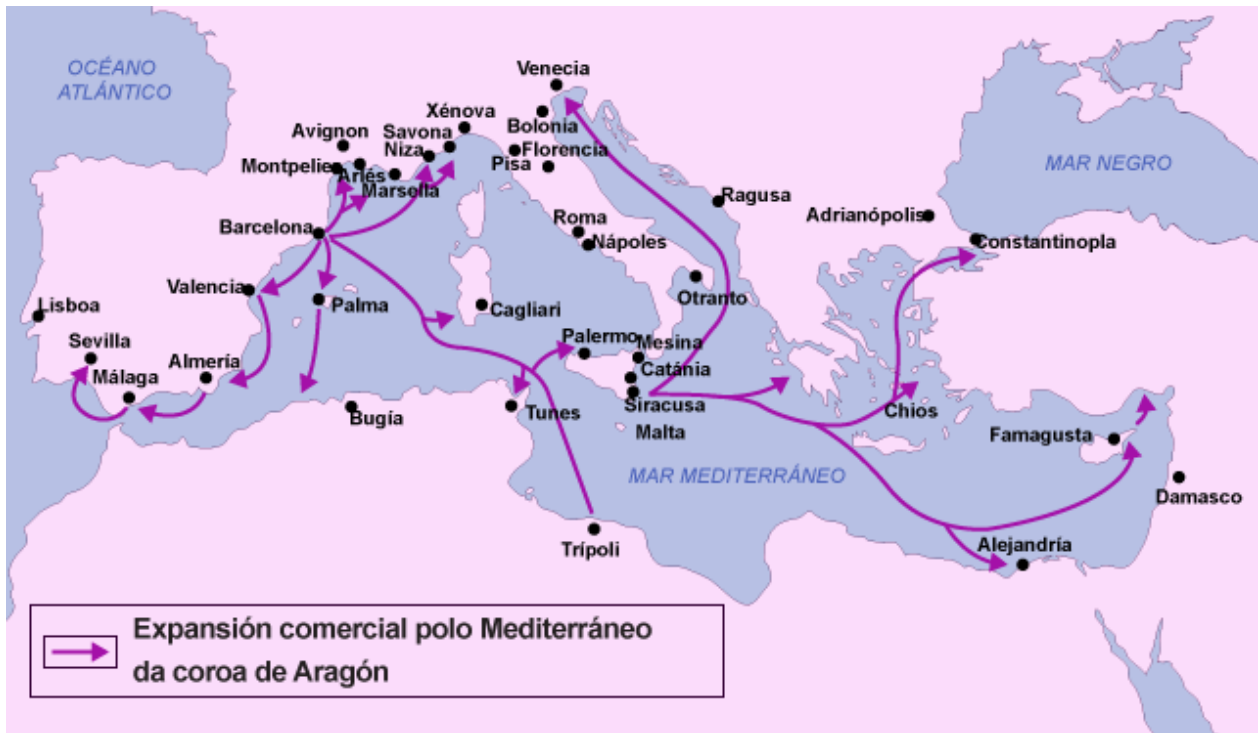 OCÉANO
ATLÁNTICO
Venecia
Xénova
Bolonia
Avignon
Savona
Niza
Florencia
Pisa
Montpelie
Arlés
Marsella
MAR NEGRO
Ragusa
Adrianópolis
Constantinopla
Barcelona
Roma
Nápoles
Valencia
Otranto
Lisboa
Palma
Cagliari
Sevilla
Palermo
Mesina
Almería
Catánia
Málaga
Siracusa
Chios
Bugía
Tunes
Malta
Famagusta
MAR MEDITERRÁNEO
Damasco
Trípoli
Alejandría
Expansión comercial polo Mediterráneo
da coroa de Aragón